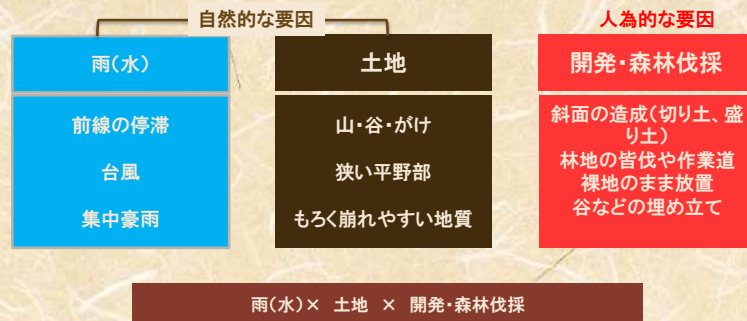 自然的な要因
人為的な要因
雨(水)
土地
開発・森林伐採
前線の停滞
台風
集中豪雨
山・谷・がけ
狭い平野部
もろく崩れやすい地質
斜面の造成(切り土、盛
り土)
林地の皆伐や作業道
裸地のまま放置
谷などの埋め立て
雨(水)× 土地 × 開発・森林伐採